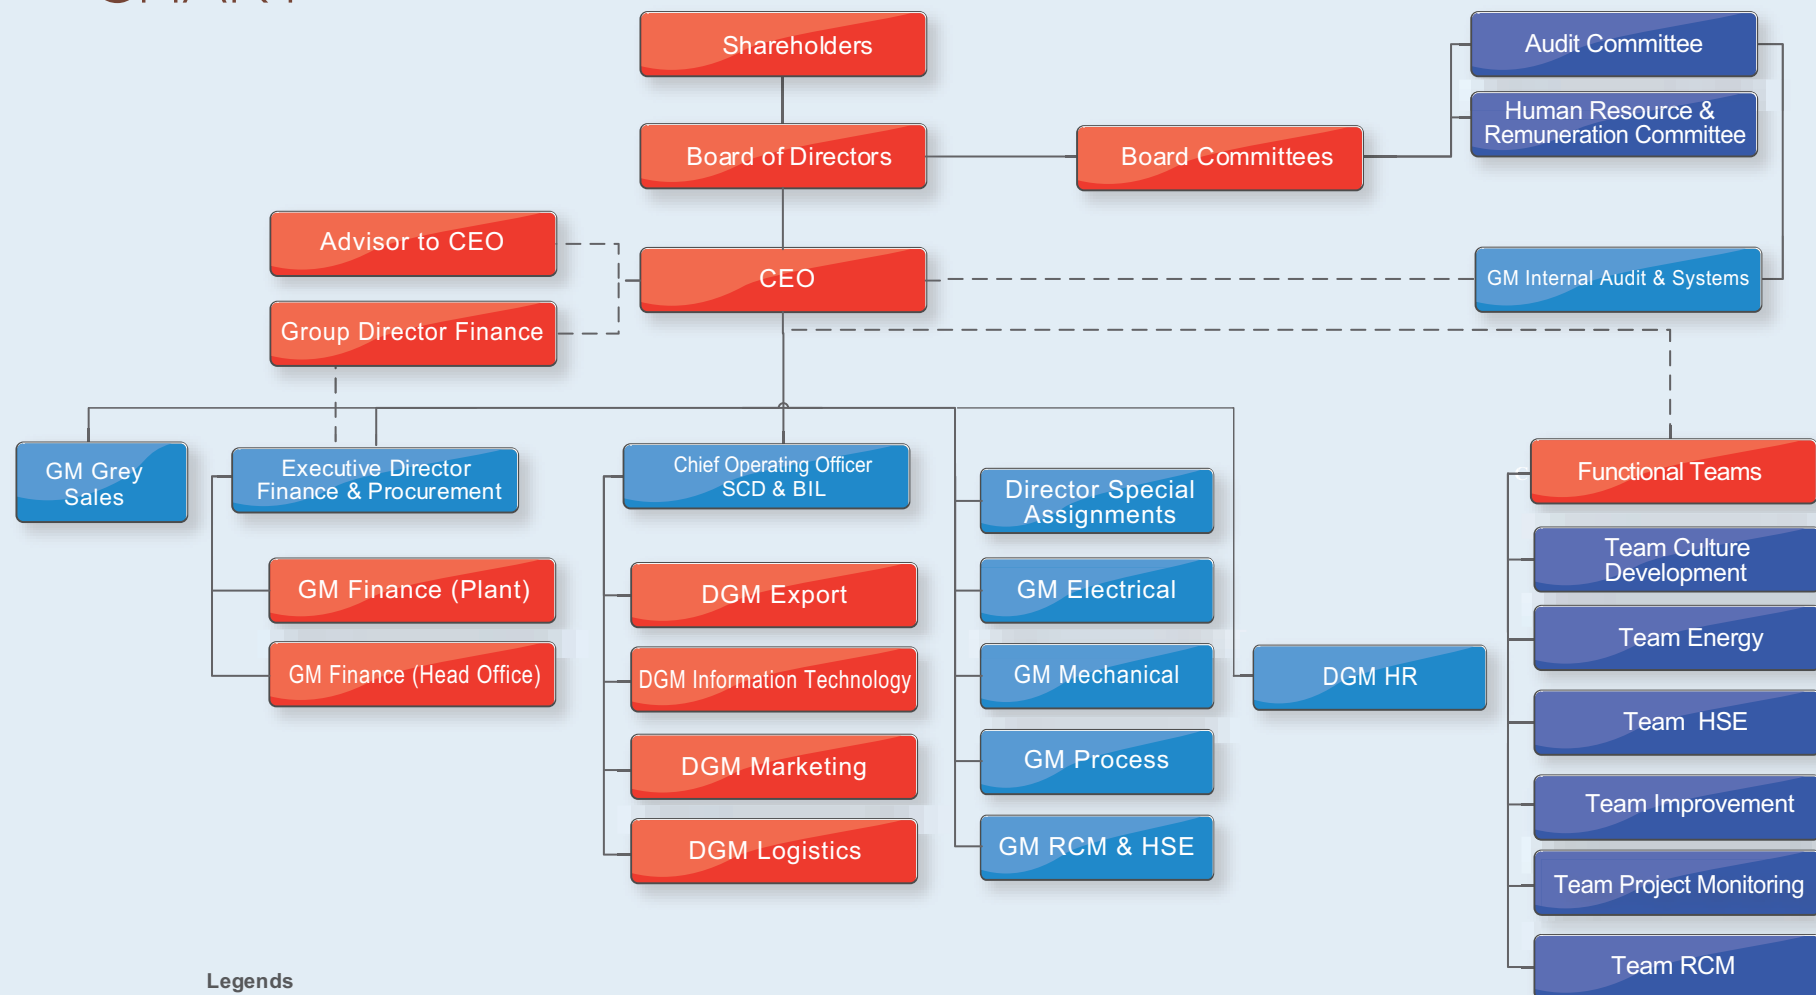 Shareholders
Audit Committee
Human Resource &
Remuneration Committee
Board of Directors
Board Committees
Advisor to CEO
CEO
GM Internal Audit & Systems
Group Director Finance
GM Grey
Sales
Executive Director
Finance & Procurement
GM Finance (Plant)
GM Finance (Head Office)
Chief Operating Officer
SCD & BIL
DGM Export
DGM Information Technology
DGM Marketing
DGM Logistics
Director Special
Assignments
GM Electrical
GM Mechanical
GM Process
GM RCM & HSE
DGM HR
Functional Teams
Team Culture
Development
Team Energy
Team HSE
Team Improvement
Team Project Monitoring
Team RCM
Legends